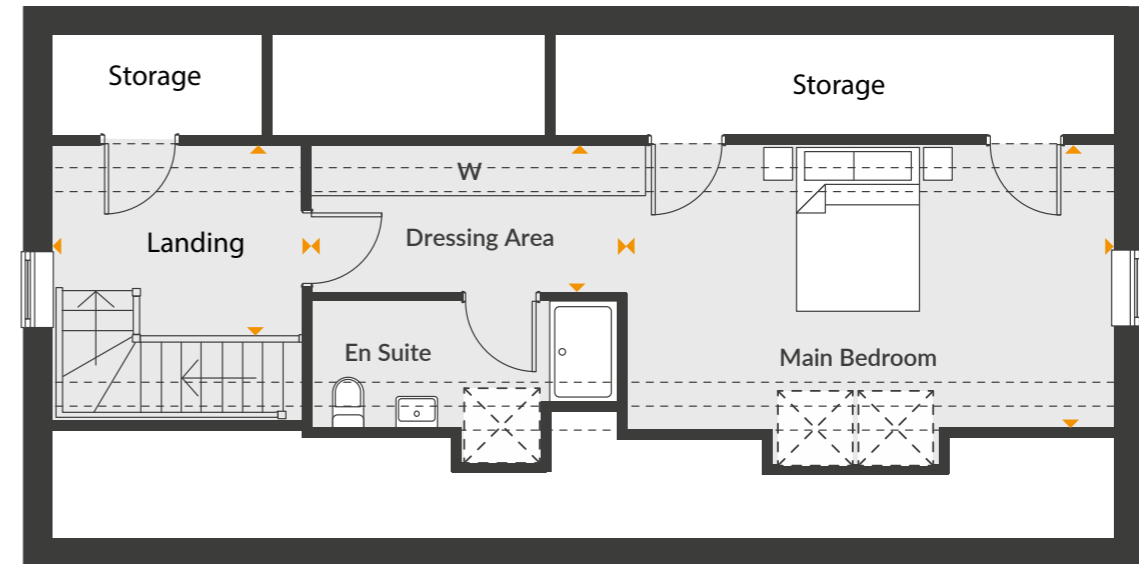 Storage
Storage
W
Landing
Dressing Area
En Suite
Main Bedroom